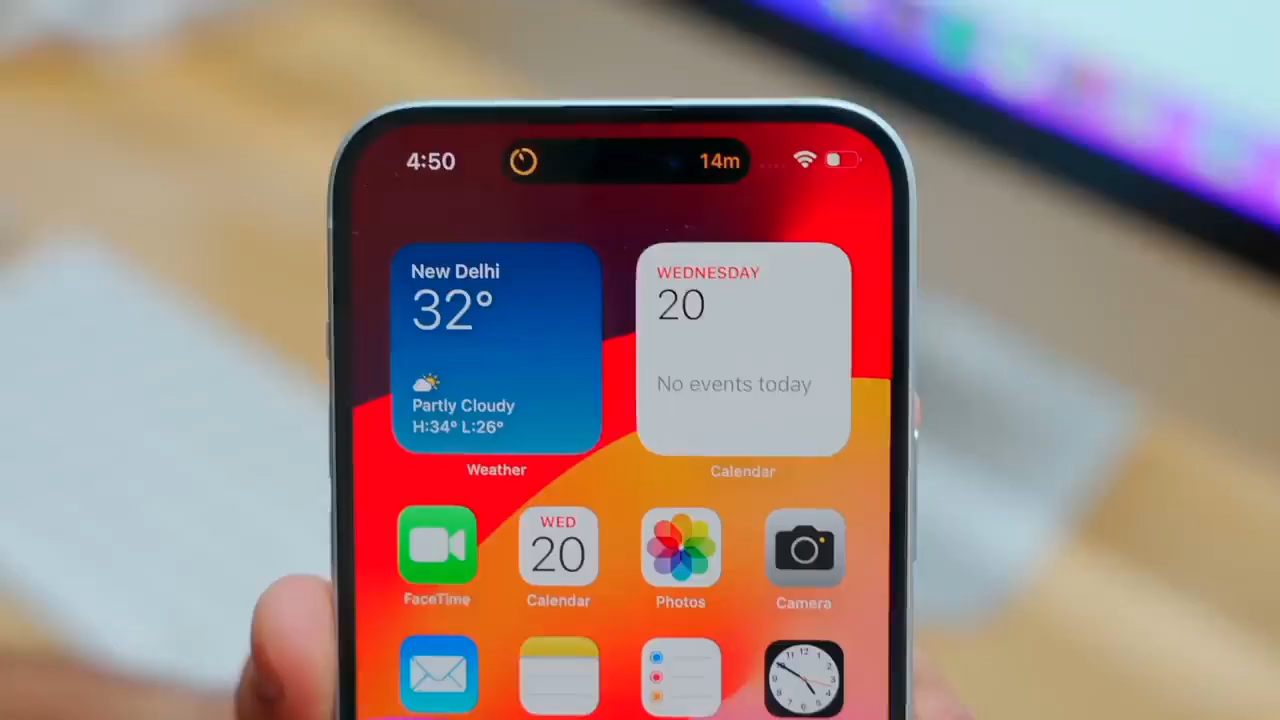 4:50
14m
New Delhi
32°
Partly Cloudy
H:34° L:26°
Weather
WEDNESDAY
20
No events today
Calendar
WED
20
FaceTime
Calendar
Photos
Camera